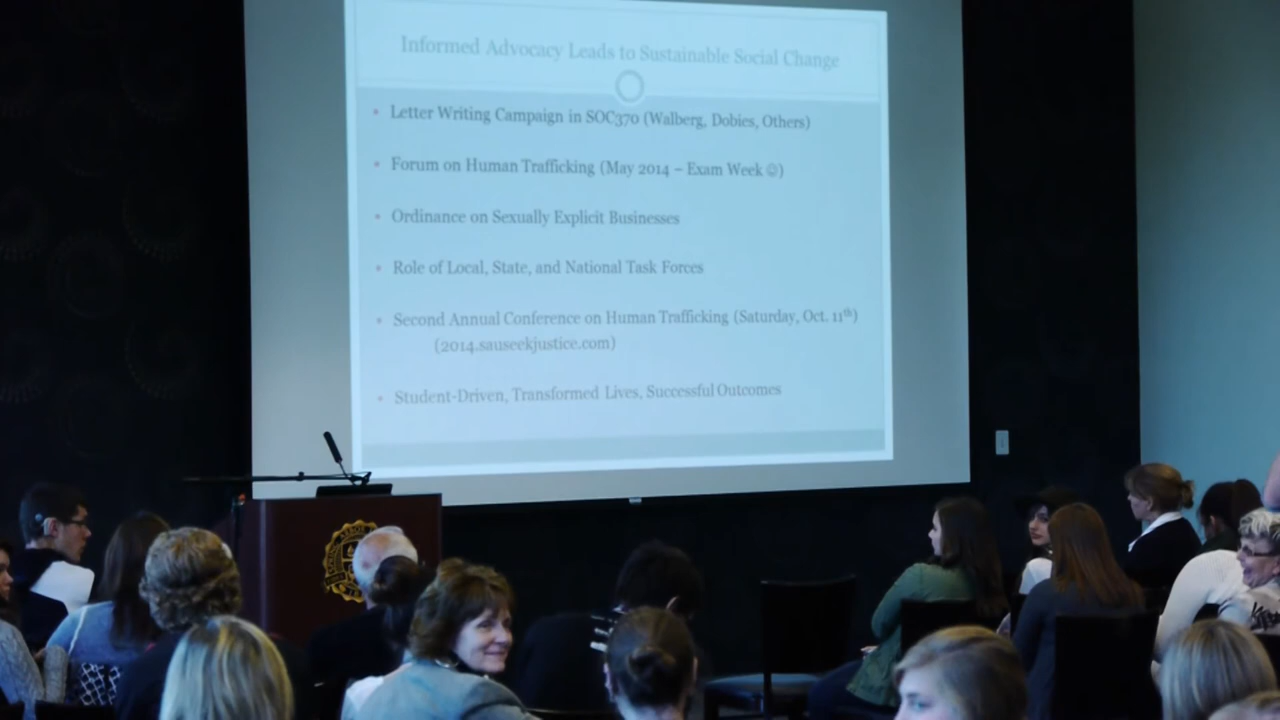 Informed Advocacy Leads to Sustainable Social Change
• Letter Writing Campaign in SOC370 (Walberg, Dobies, Others)
• Forum on Human Trafficking (May 2014 – Exam Week ☺)
• Ordinance on Sexually Explicit Businesses
• Role of Local, State, and National Task Forces
• Second Annual Conference on Human Trafficking (Saturday, Oct. 11th)
(2014.sauseekjustice.com)
• Student-Driven, Transformed Lives, Successful Outcomes